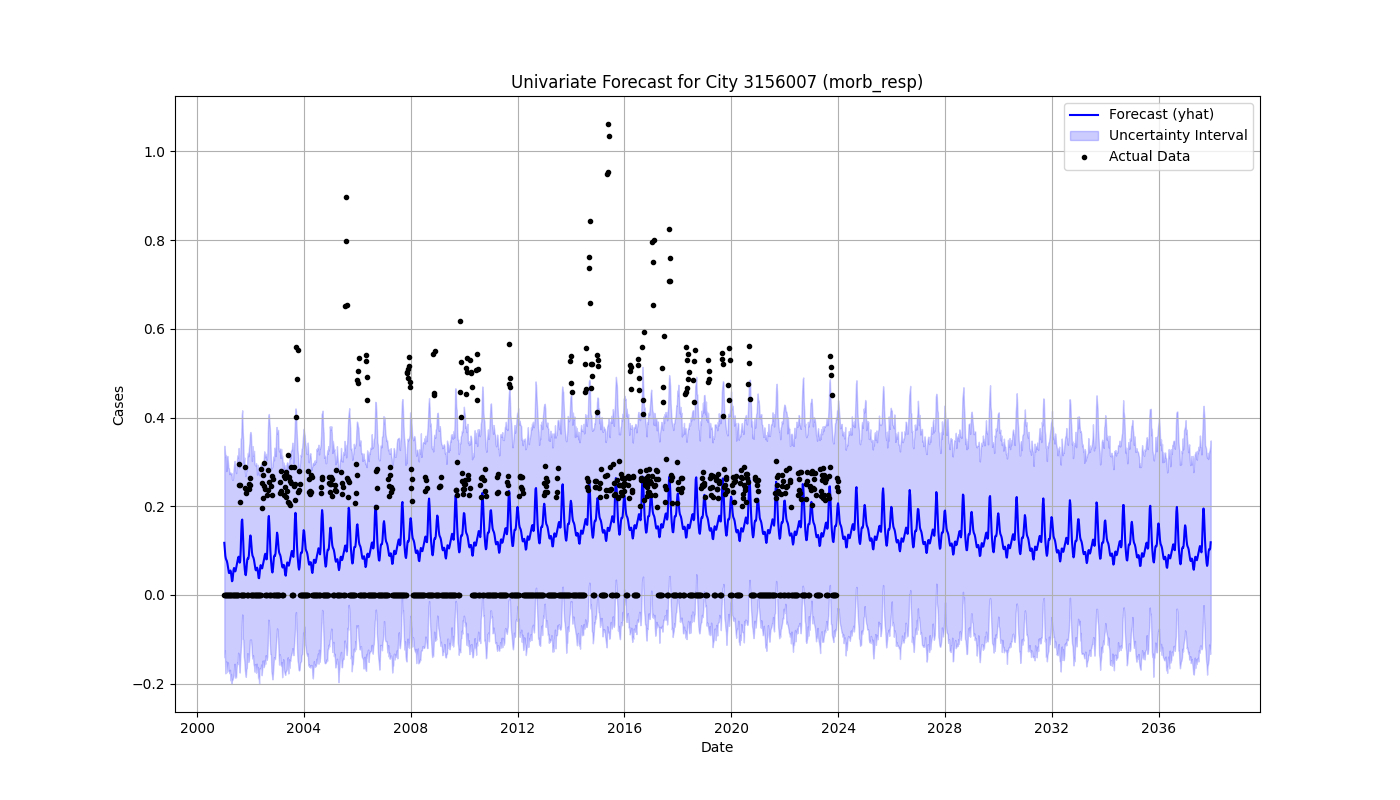 Univariate Forecast for City 3156007 (morb_resp)
Forecast (yhat)
Uncertainty Interval
Actual Data
Cases
1.0
0.8
0.6
0.4
0.2
0.0
−0.2
2000 2004 2008 2012 2016 2020 2024 2028 2032 2036
Date